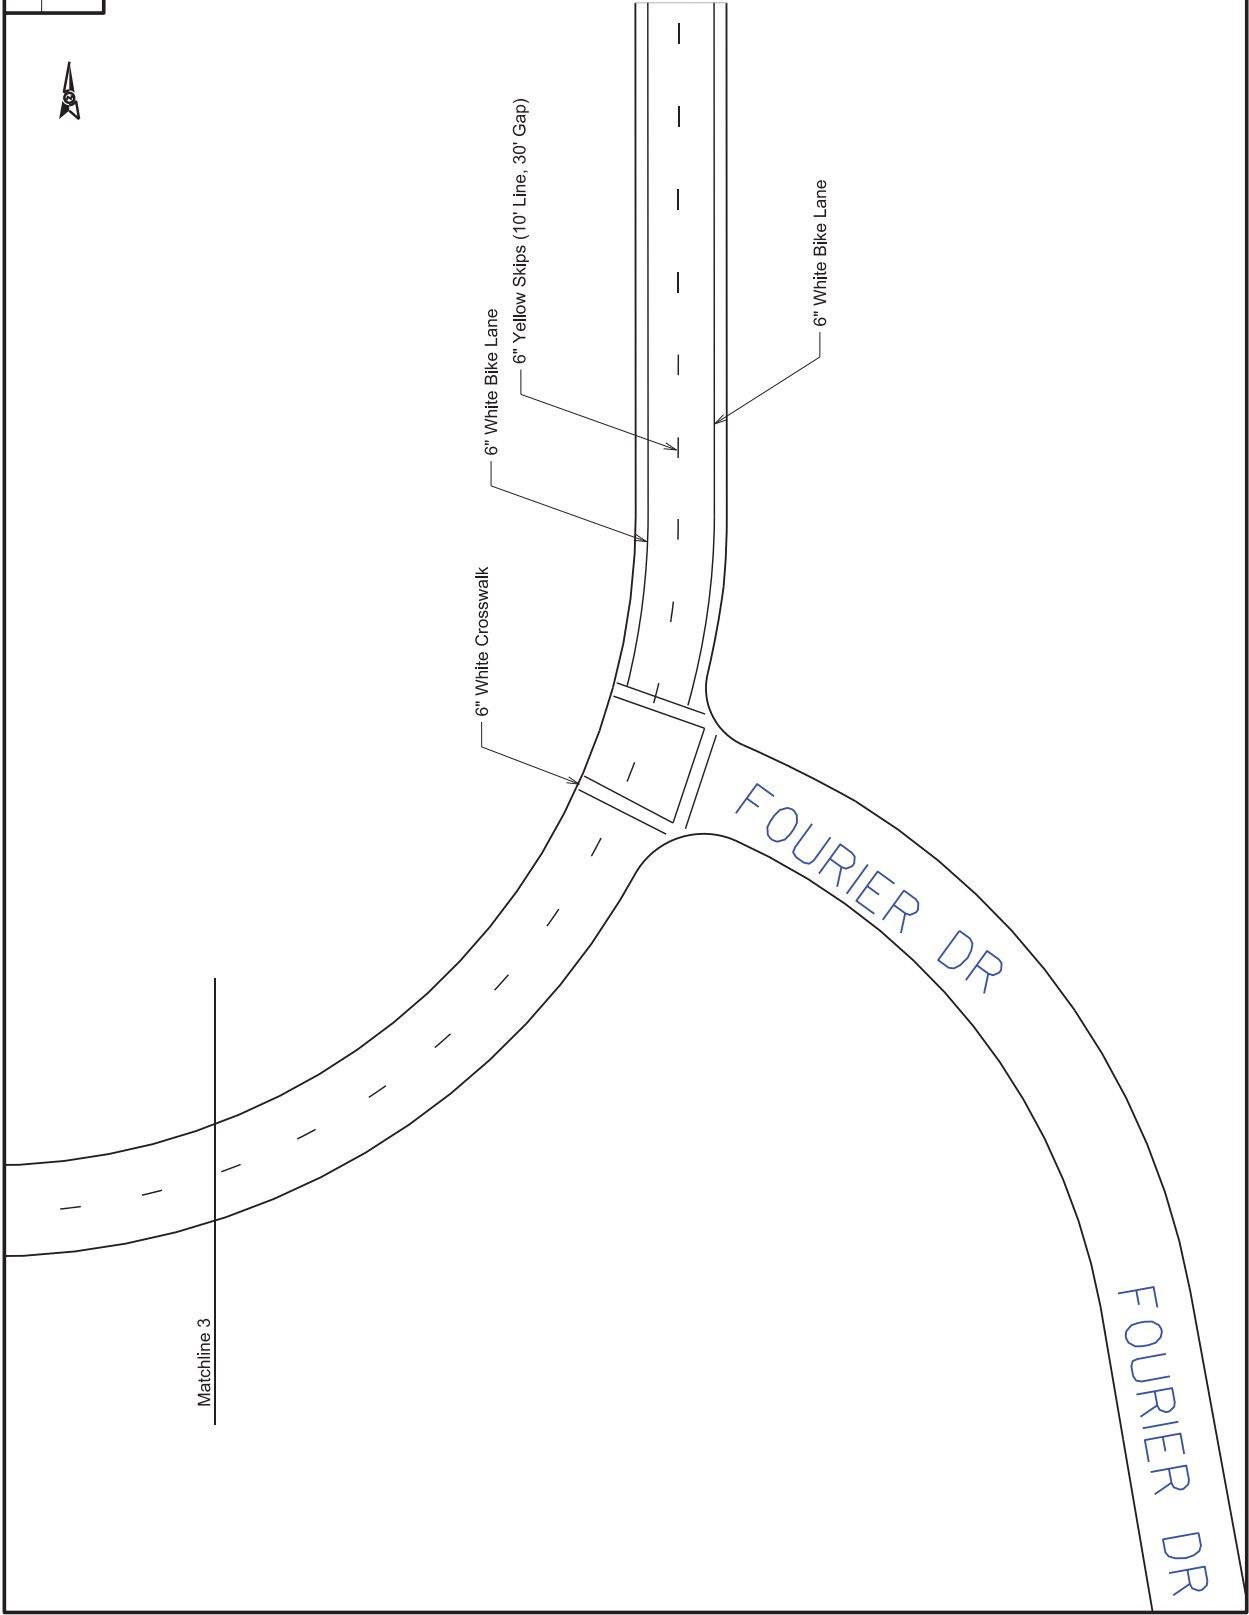 6" White Crosswalk
6" White Bike Lane
6" Yellow Skips (10' Line, 30' Gap)
6" White Bike Lane
Matchline 3
FOURIER DR
FOURIER DR